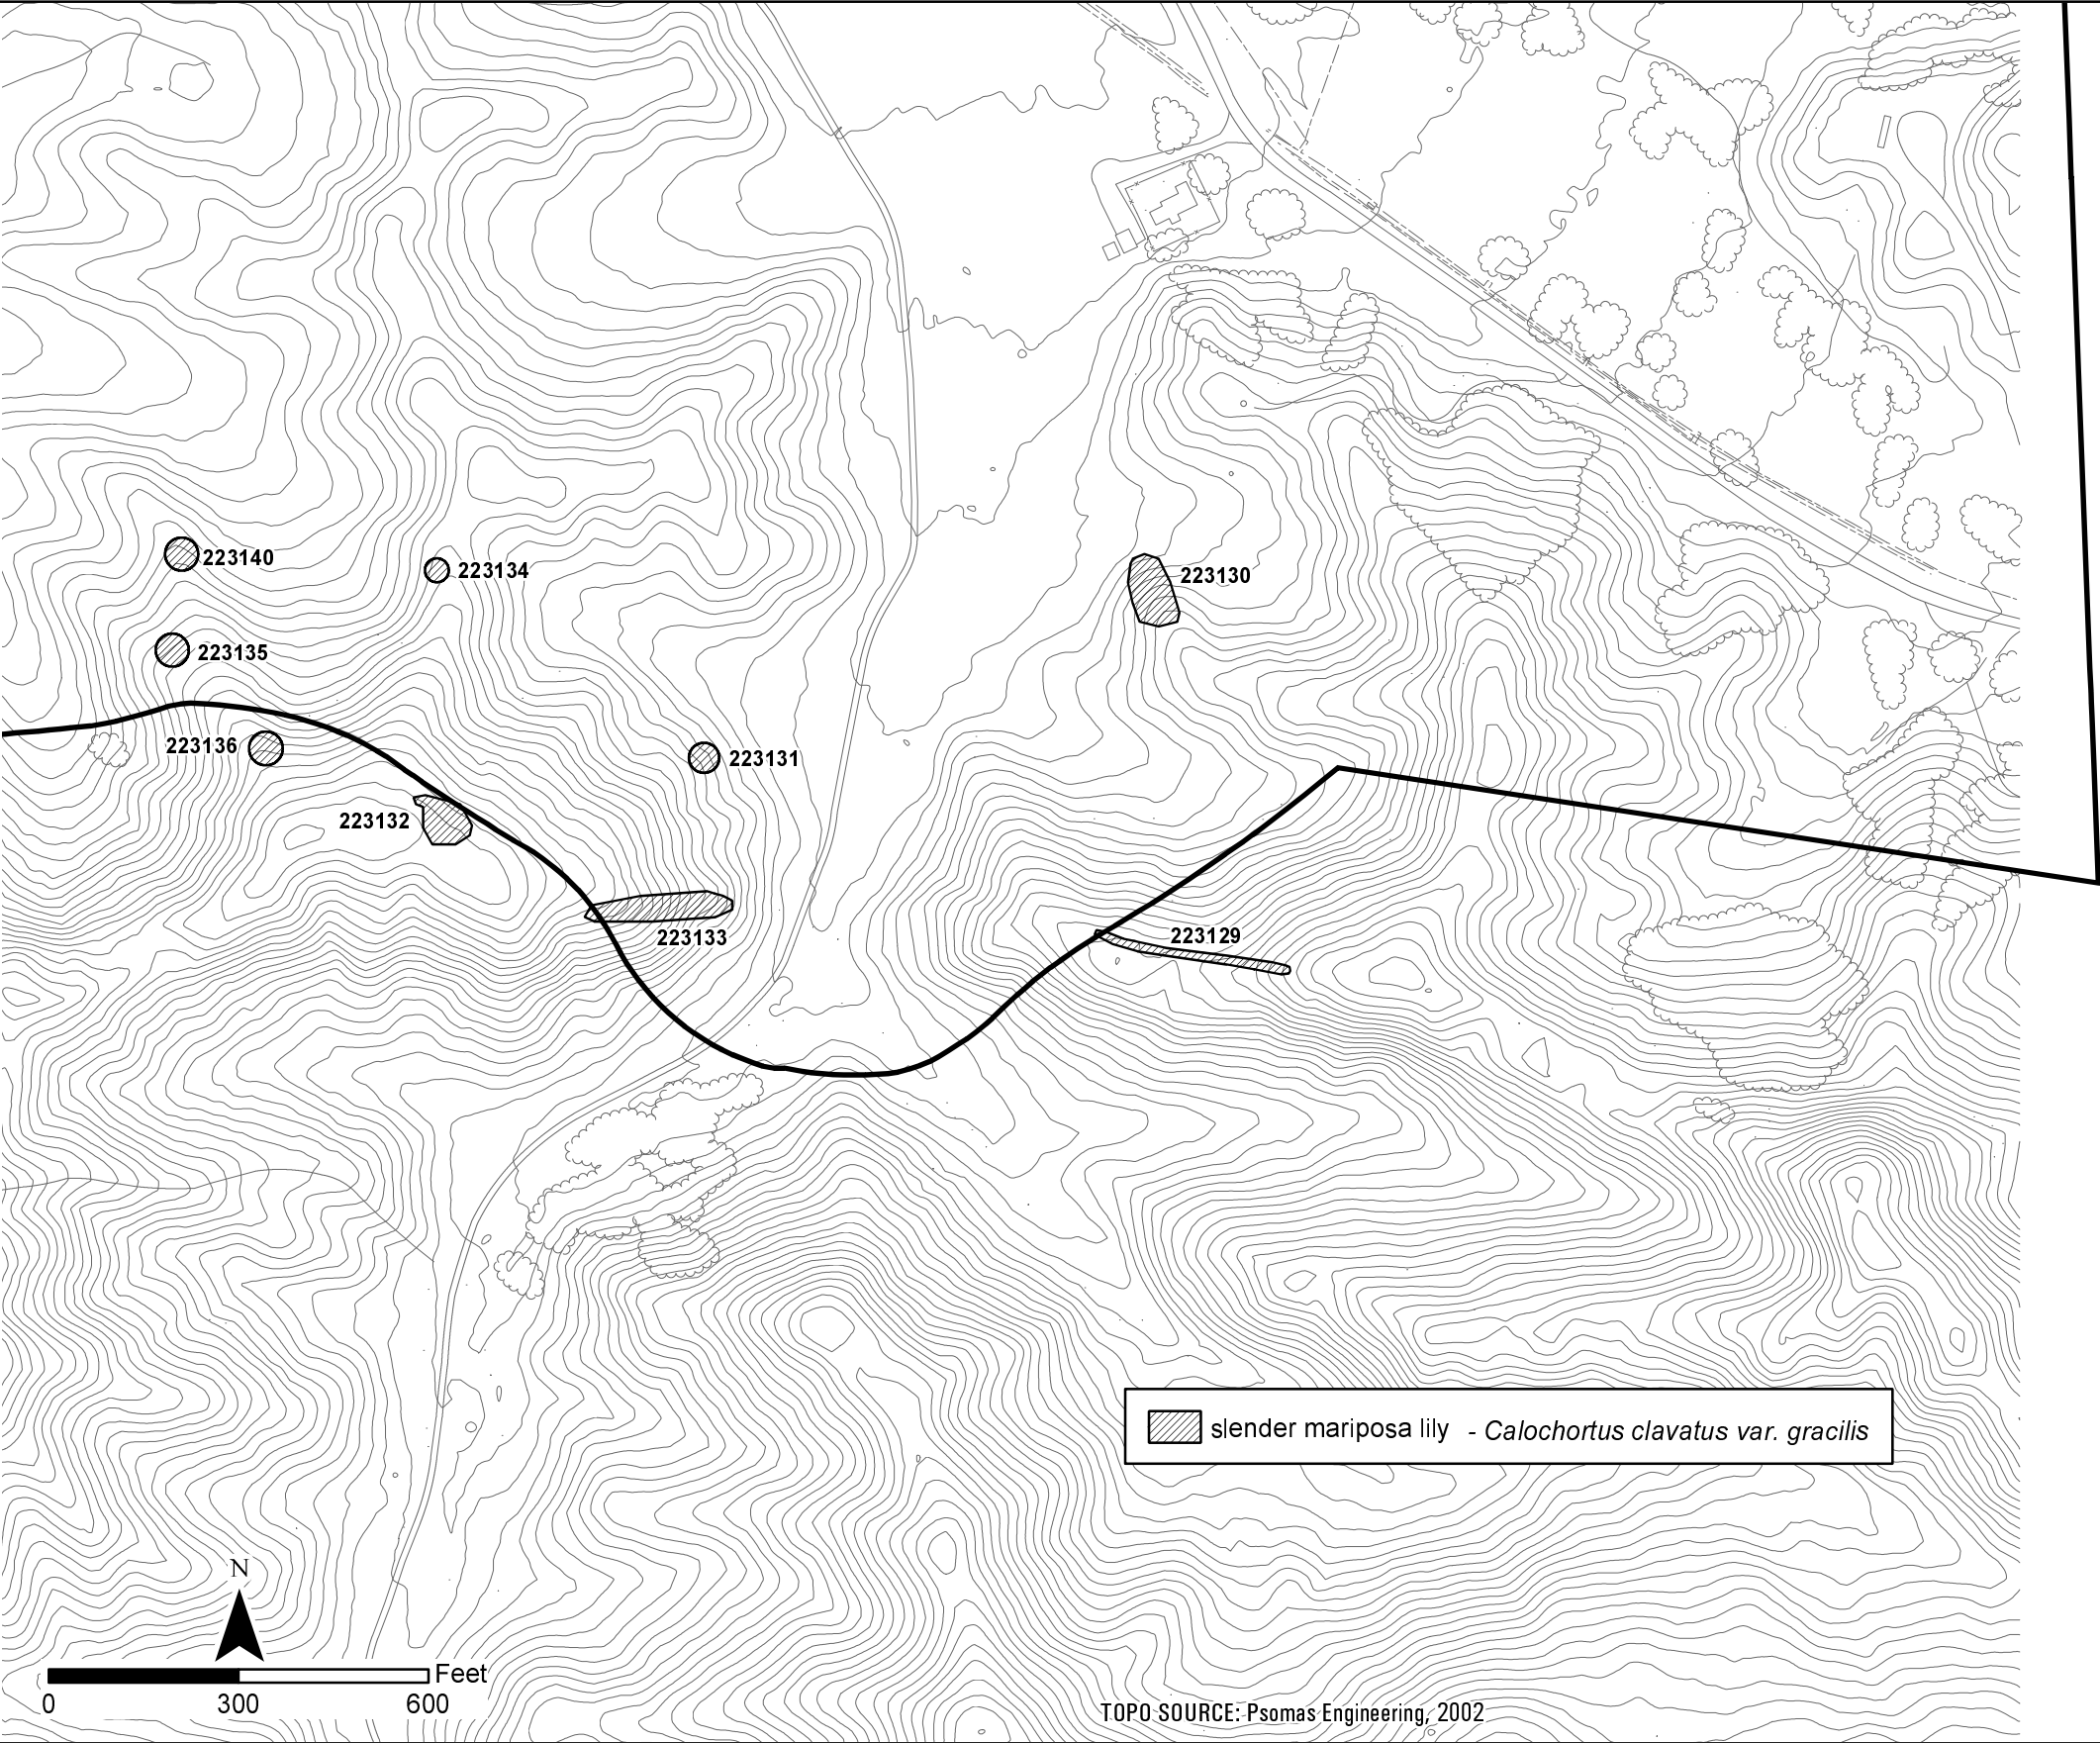 223140
223134
223130
223135
223136
223131
223132
223133
223129
slender mariposa lily - Calochortus clavatus var. gracilis
N
Feet
0 300 600
TOPO SOURCE: Psomas Engineering, 2002